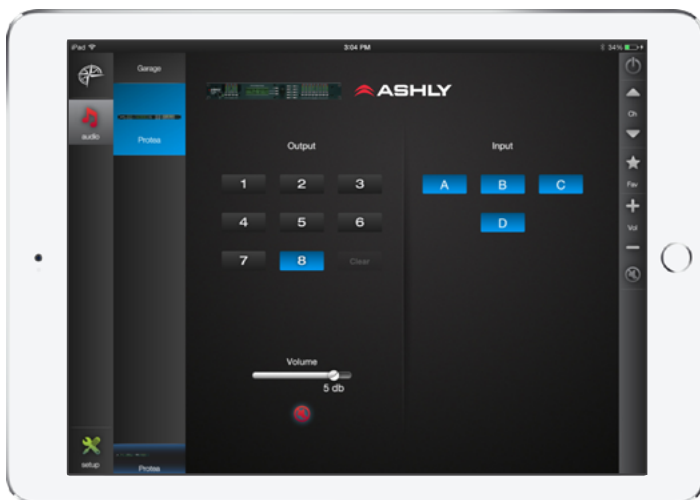 iPad
3:04 PM
34%
Garage
ASHLY
audio
Protea
Output
Input
Ch
1 2 3
A B C
Fav
4 5 6
D
Vol
7 8 Clear
Volume
5 db
setup
Protea